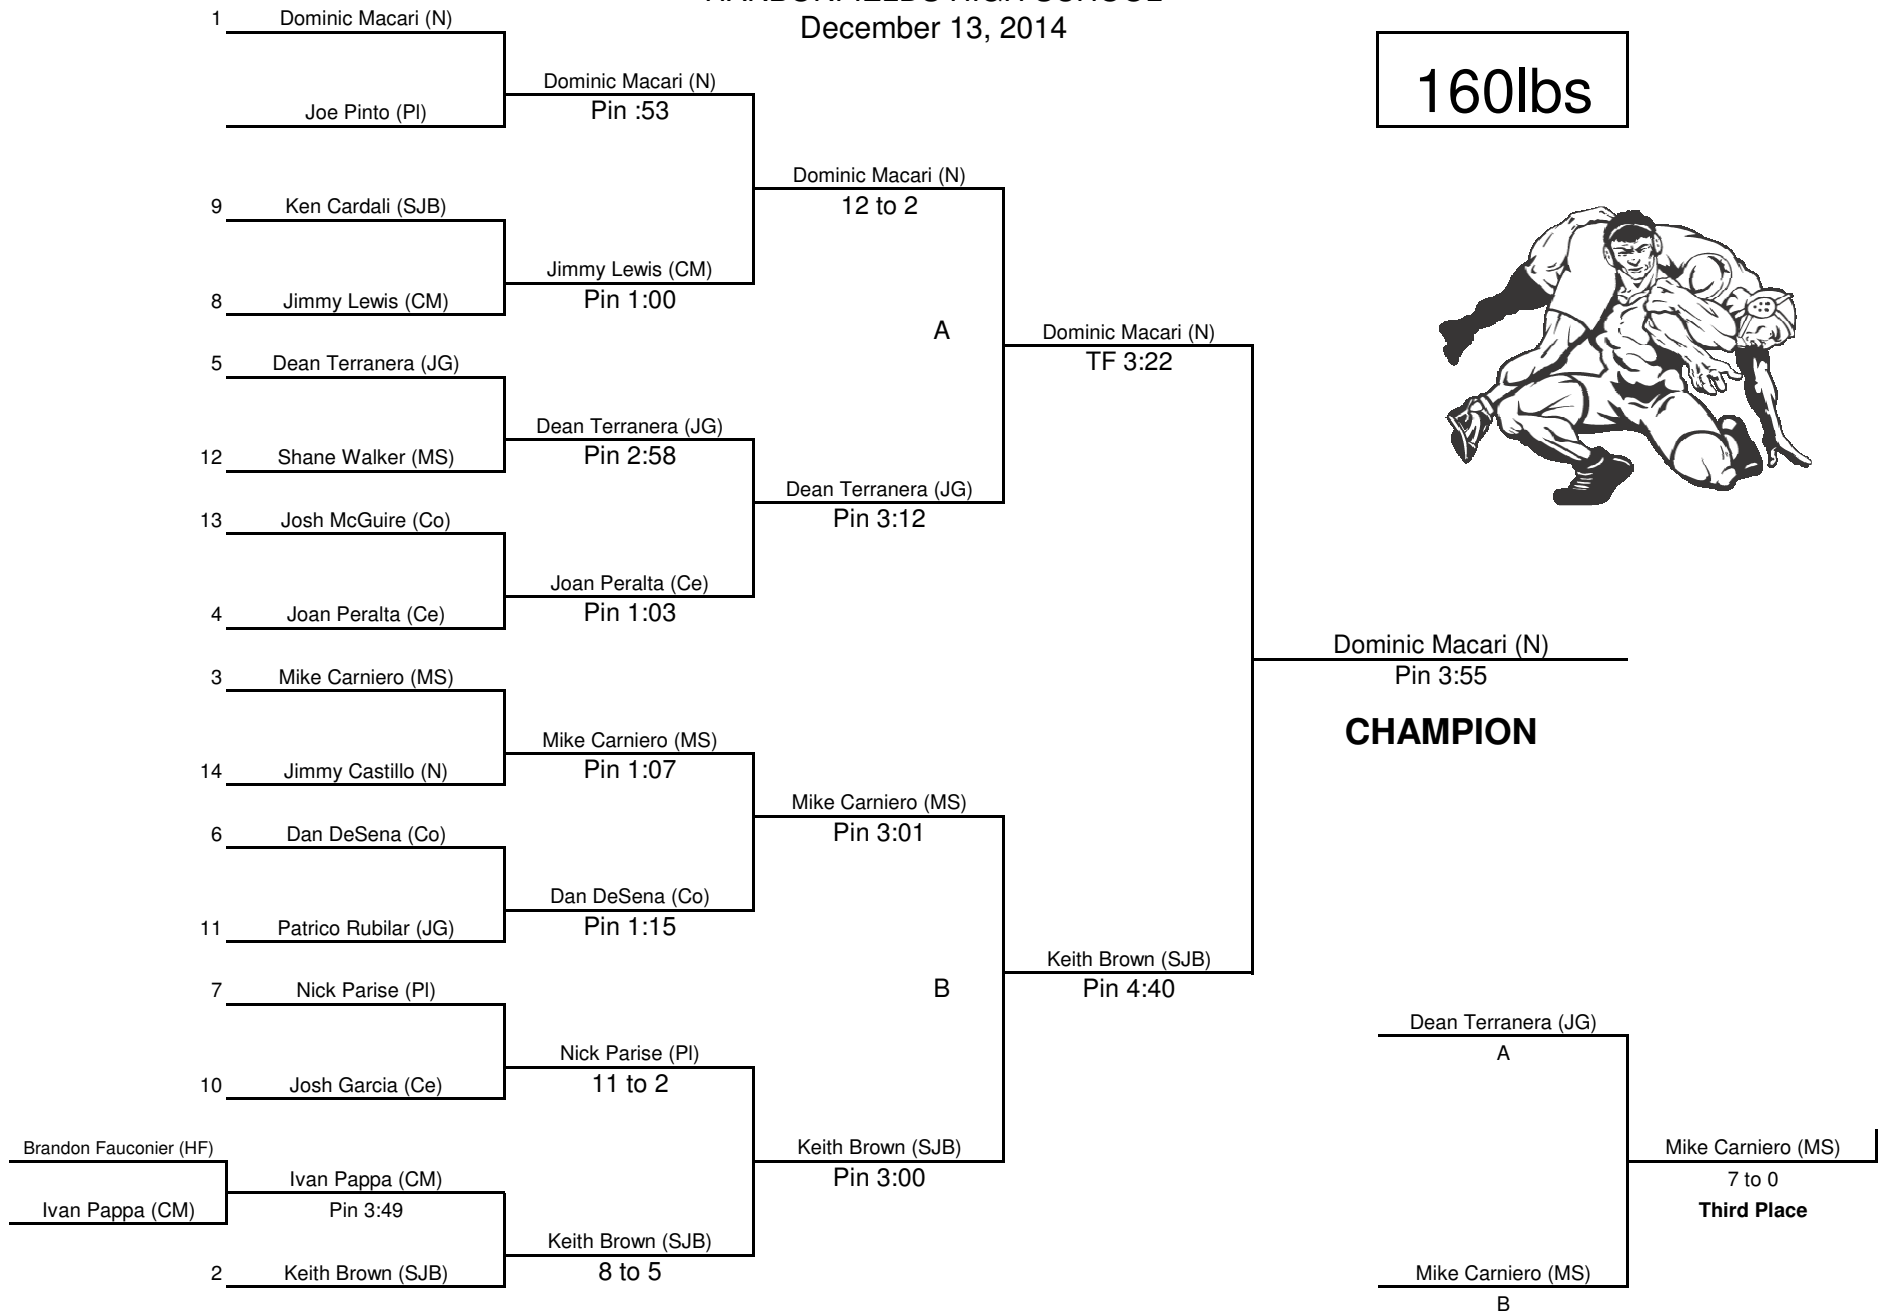 December 13, 2014
160lbs
1 Dominic Macari (N)
Joe Pinto (Pl)
Dominic Macari (N)
Pin :53
9 Ken Cardali (SJB)
8 Jimmy Lewis (CM)
Jimmy Lewis (CM)
Pin 1:00
Dominic Macari (N)
12 to 2
5 Dean Terranera (JG)
12 Shane Walker (MS)
Dean Terranera (JG)
Pin 2:58
13 Josh McGuire (Co)
4 Joan Peralta (Ce)
Joan Peralta (Ce)
Pin 1:03
Dean Terranera (JG)
Pin 3:12
A
Dominic Macari (N)
TF 3:22
3 Mike Carniero (MS)
14 Jimmy Castillo (N)
Mike Carniero (MS)
Pin 1:07
6 Dan DeSena (Co)
11 Patrico Rubilar (JG)
Dan DeSena (Co)
Pin 1:15
Mike Carniero (MS)
Pin 3:01
7 Nick Parise (Pl)
10 Josh Garcia (Ce)
Nick Parise (Pl)
11 to 2
Brandon Fauconier (HF)
Ivan Pappa (CM)
Ivan Pappa (CM)
Pin 3:49
2 Keith Brown (SJB)
Keith Brown (SJB)
8 to 5
Keith Brown (SJB)
Pin 3:00
B
Keith Brown (SJB)
Pin 4:40
Dominic Macari (N)
Pin 3:55
CHAMPION
Dean Terranera (JG)
A
Mike Carniero (MS)
B
Mike Carniero (MS)
7 to 0
Third Place